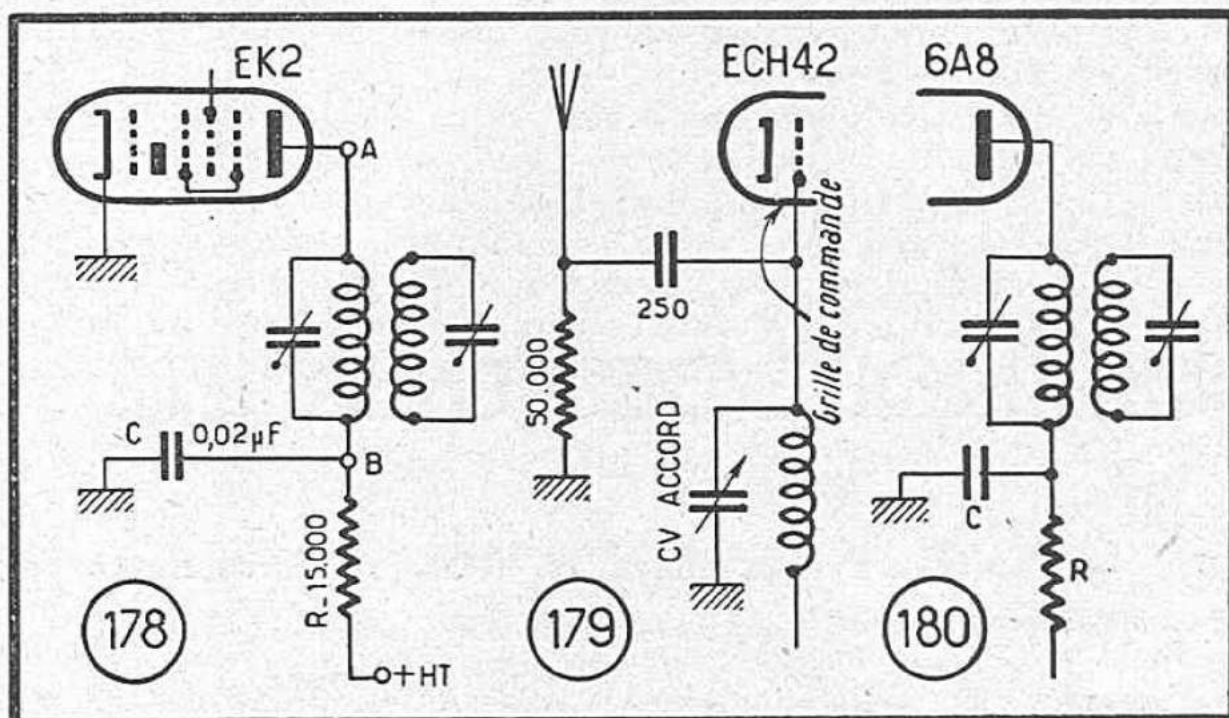 EK2
A
C
0,02µF
B
R_15.000
+HT
178
50.000
250
ECH42
Grille de commande
CV ACCORD
179
6A8
C
R
180